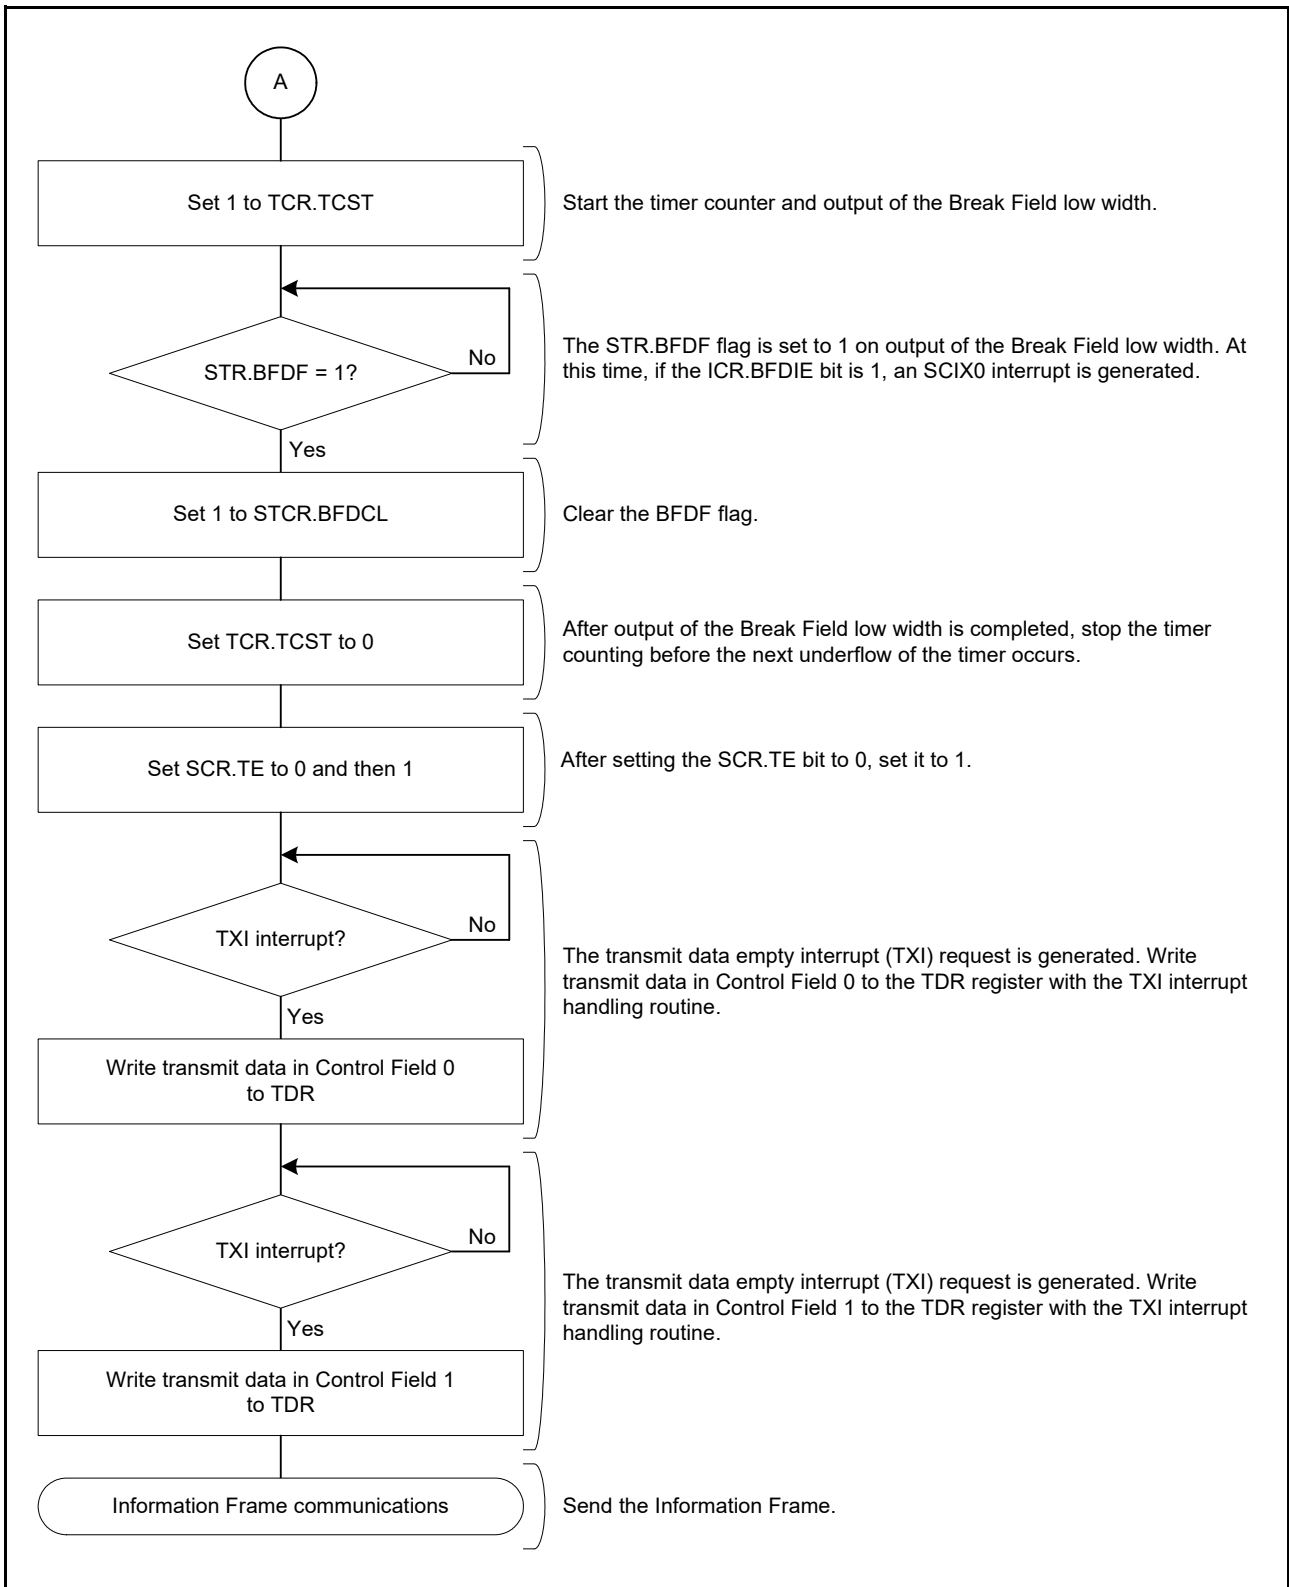 A
Set 1 to TCR.TCST
Start the timer counter and output of the Break Field low width.
STR.BFDF = 1?
No
The STR.BFDF flag is set to 1 on output of the Break Field low width. At
this time, if the ICR.BFDIE bit is 1, an SCIX0 interrupt is generated.
Yes
Set 1 to STCR.BFDCL
Clear the BFDF flag.
Set TCR.TCST to 0
After output of the Break Field low width is completed, stop the timer
counting before the next underflow of the timer occurs.
Set SCR.TE to 0 and then 1
After setting the SCR.TE bit to 0, set it to 1.
TXI interrupt?
No
The transmit data empty interrupt (TXI) request is generated. Write
transmit data in Control Field 0 to the TDR register with the TXI interrupt
handling routine.
Yes
Write transmit data in Control Field 0
to TDR
TXI interrupt?
No
The transmit data empty interrupt (TXI) request is generated. Write
transmit data in Control Field 1 to the TDR register with the TXI interrupt
handling routine.
Yes
Write transmit data in Control Field 1
to TDR
Information Frame communications
Send the Information Frame.